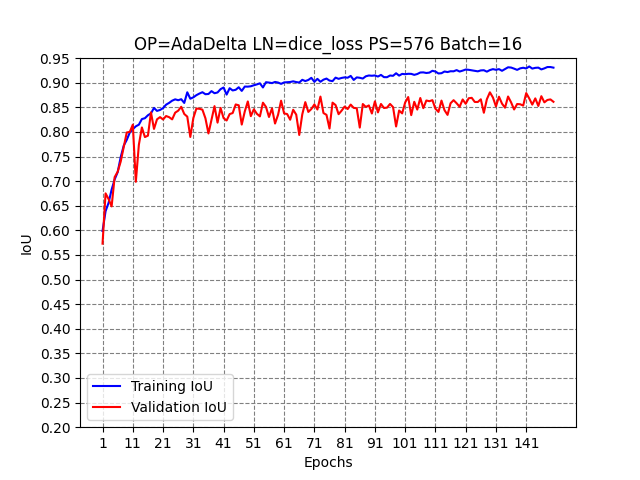 OP=AdaDelta LN=dice_loss PS=576 Batch=16
0.95
0.90
0.85
0.80
0.75
0.70
0.65
0.60
0.55
0.50
0.45
0.40
0.35
0.30
0.25
0.20
IoU
Training IoU
Validation IoU
1 11 21 31 41 51 61 71 81 91 101 111 121 131 141
Epochs